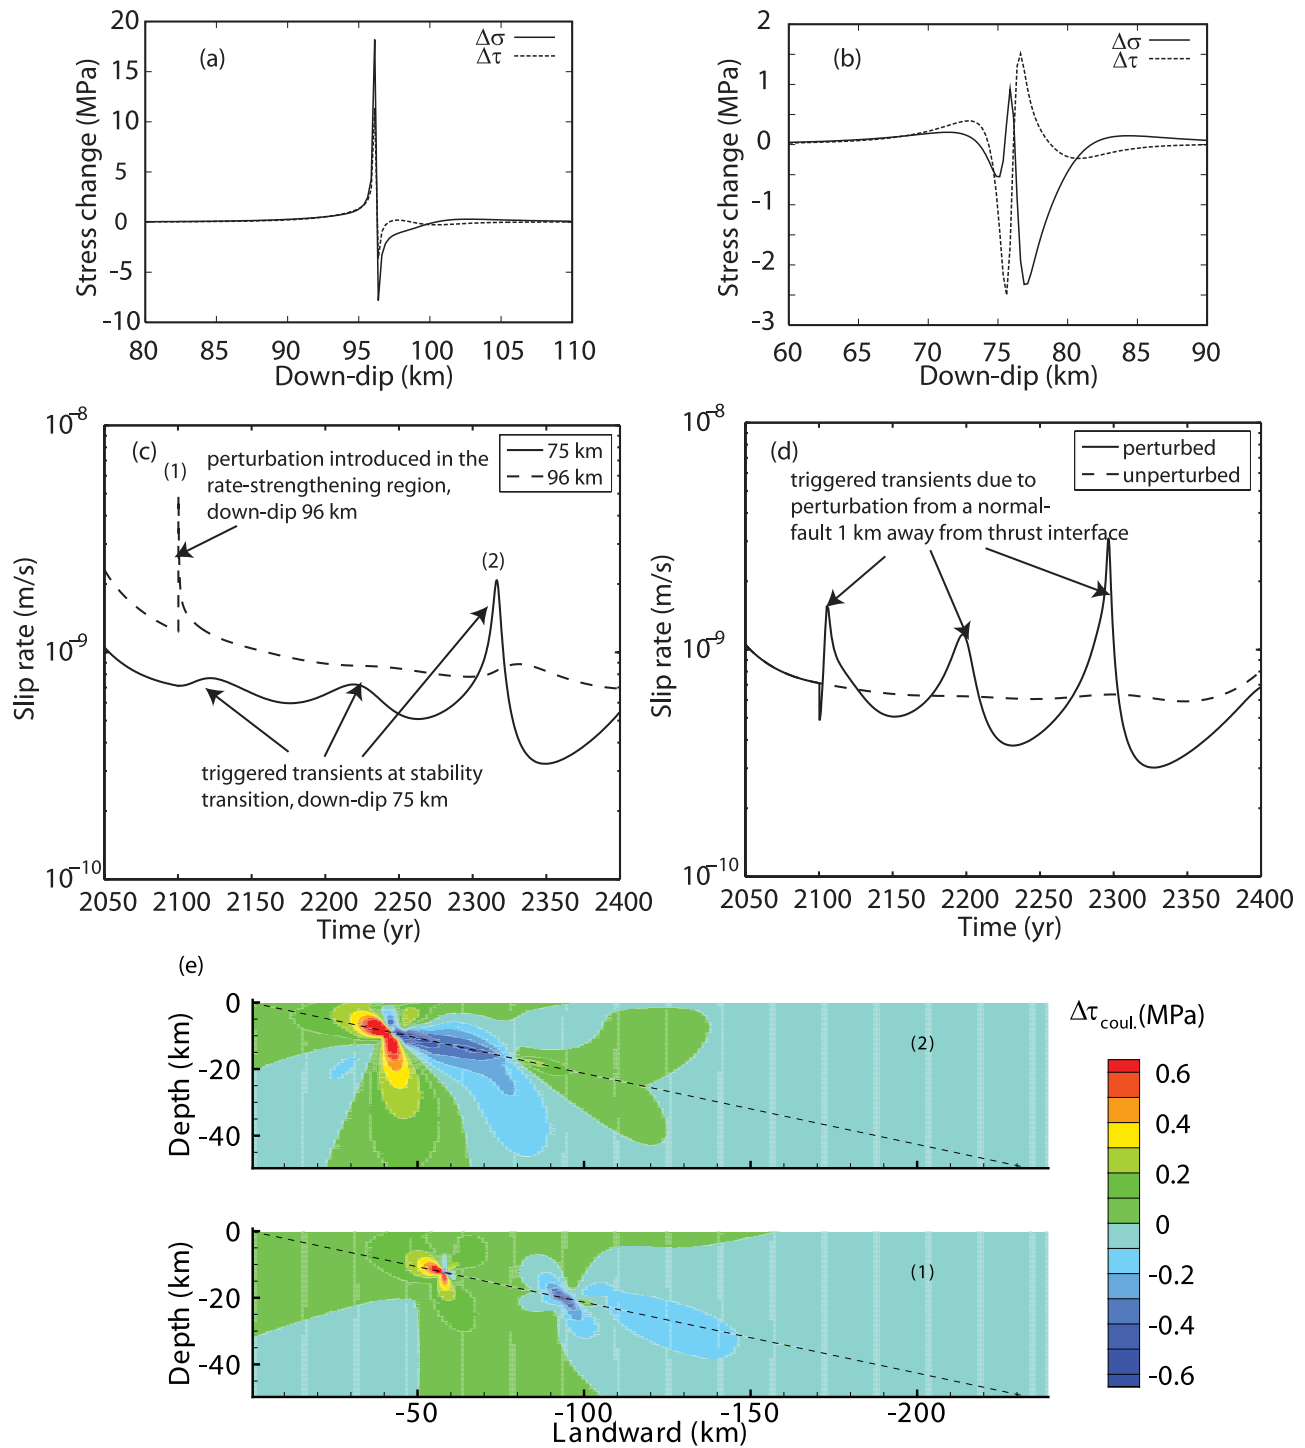 (a)
Δσ
Δτ
20
15
10
5
0
-5
-10
Stress change (MPa)
80 85 90 95 100 105 110
Down-dip (km)
(b)
Δσ
Δτ
2
1
0
-1
-2
-3
Stress change (MPa)
60 65 70 75 80 85 90
Down-dip (km)
(c)
(1)
perturbation introduced in the
rate-strengthening region,
down-dip 96 km
75 km
96 km
(2)
triggered transients at stability
transition, down-dip 75 km
10⁻⁸
10⁻⁹
10⁻¹⁰
Slip rate (m/s)
2050 2100 2150 2200 2250 2300 2350 2400
Time (yr)
(d)
perturbed
unperturbed
triggered transients due to
perturbation from a normal-
fault 1 km away from thrust interface
10⁻⁸
10⁻⁹
10⁻¹⁰
Slip rate (m/s)
2050 2100 2150 2200 2250 2300 2350 2400
Time (yr)
(e)
0
-20
-40
Depth (km)
(2)
0
-20
-40
Depth (km)
(1)
-50 -100 -150 -200
Landward (km)
Δτcoul.(MPa)
0.6
0.4
0.2
0
-0.2
-0.4
-0.6